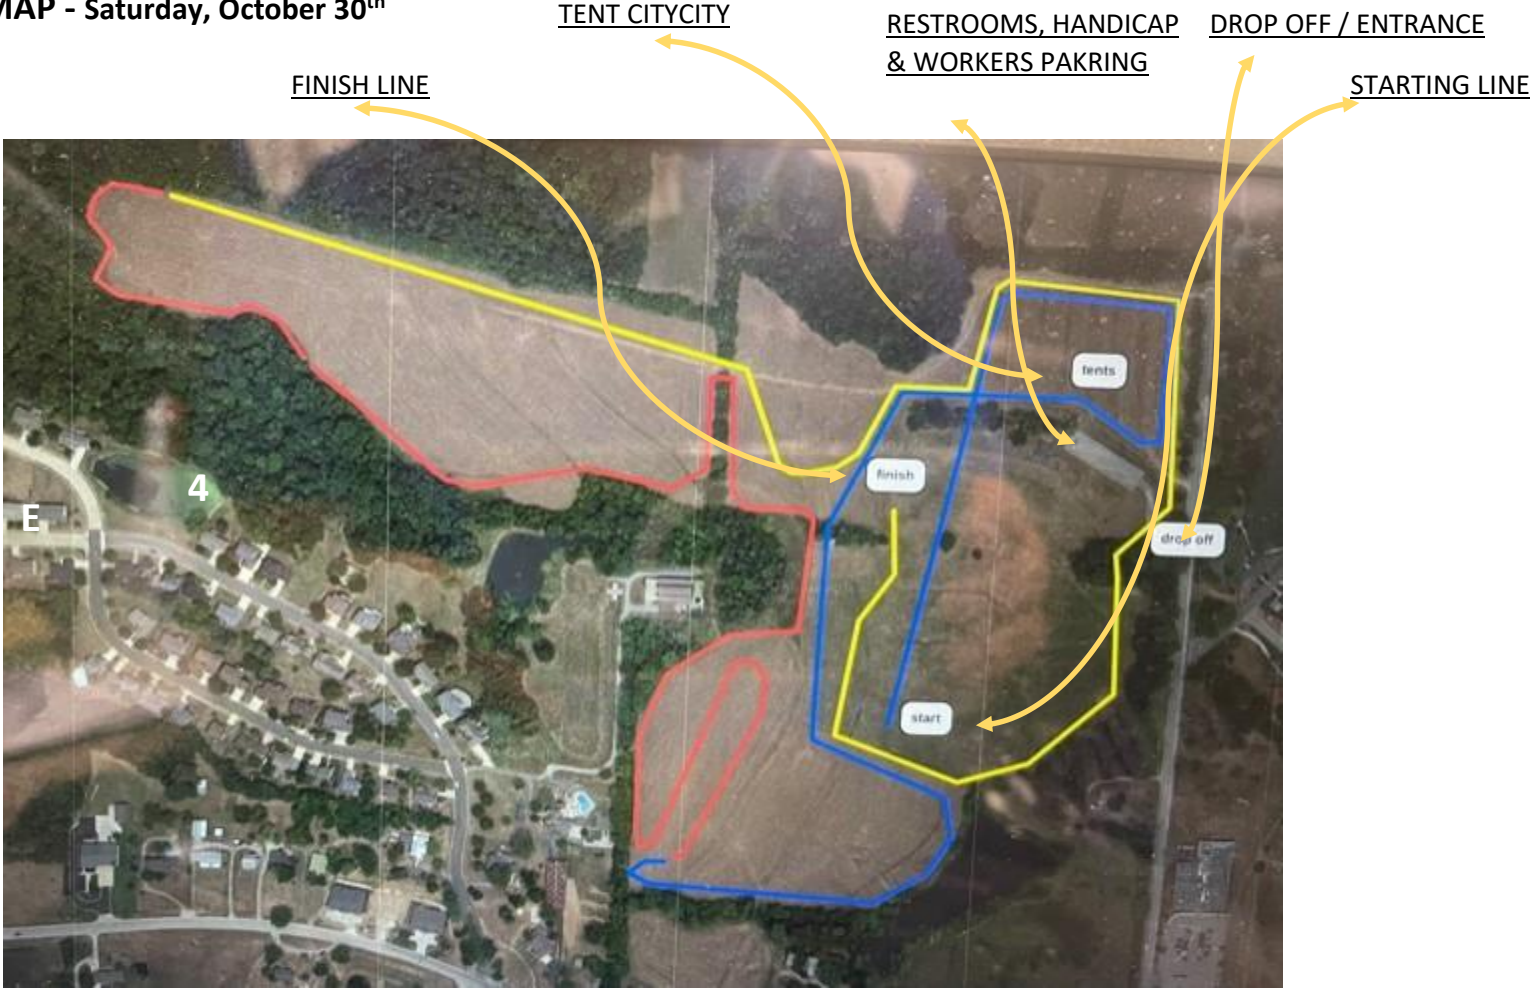 MAP - Saturday, October 30th
TENT CITYCITY
RESTROOMS, HANDICAP
& WORKERS PAKRING
DROP OFF / ENTRANCE
FINISH LINE
STARTING LINE
tents
finish
4
E
drop off
start